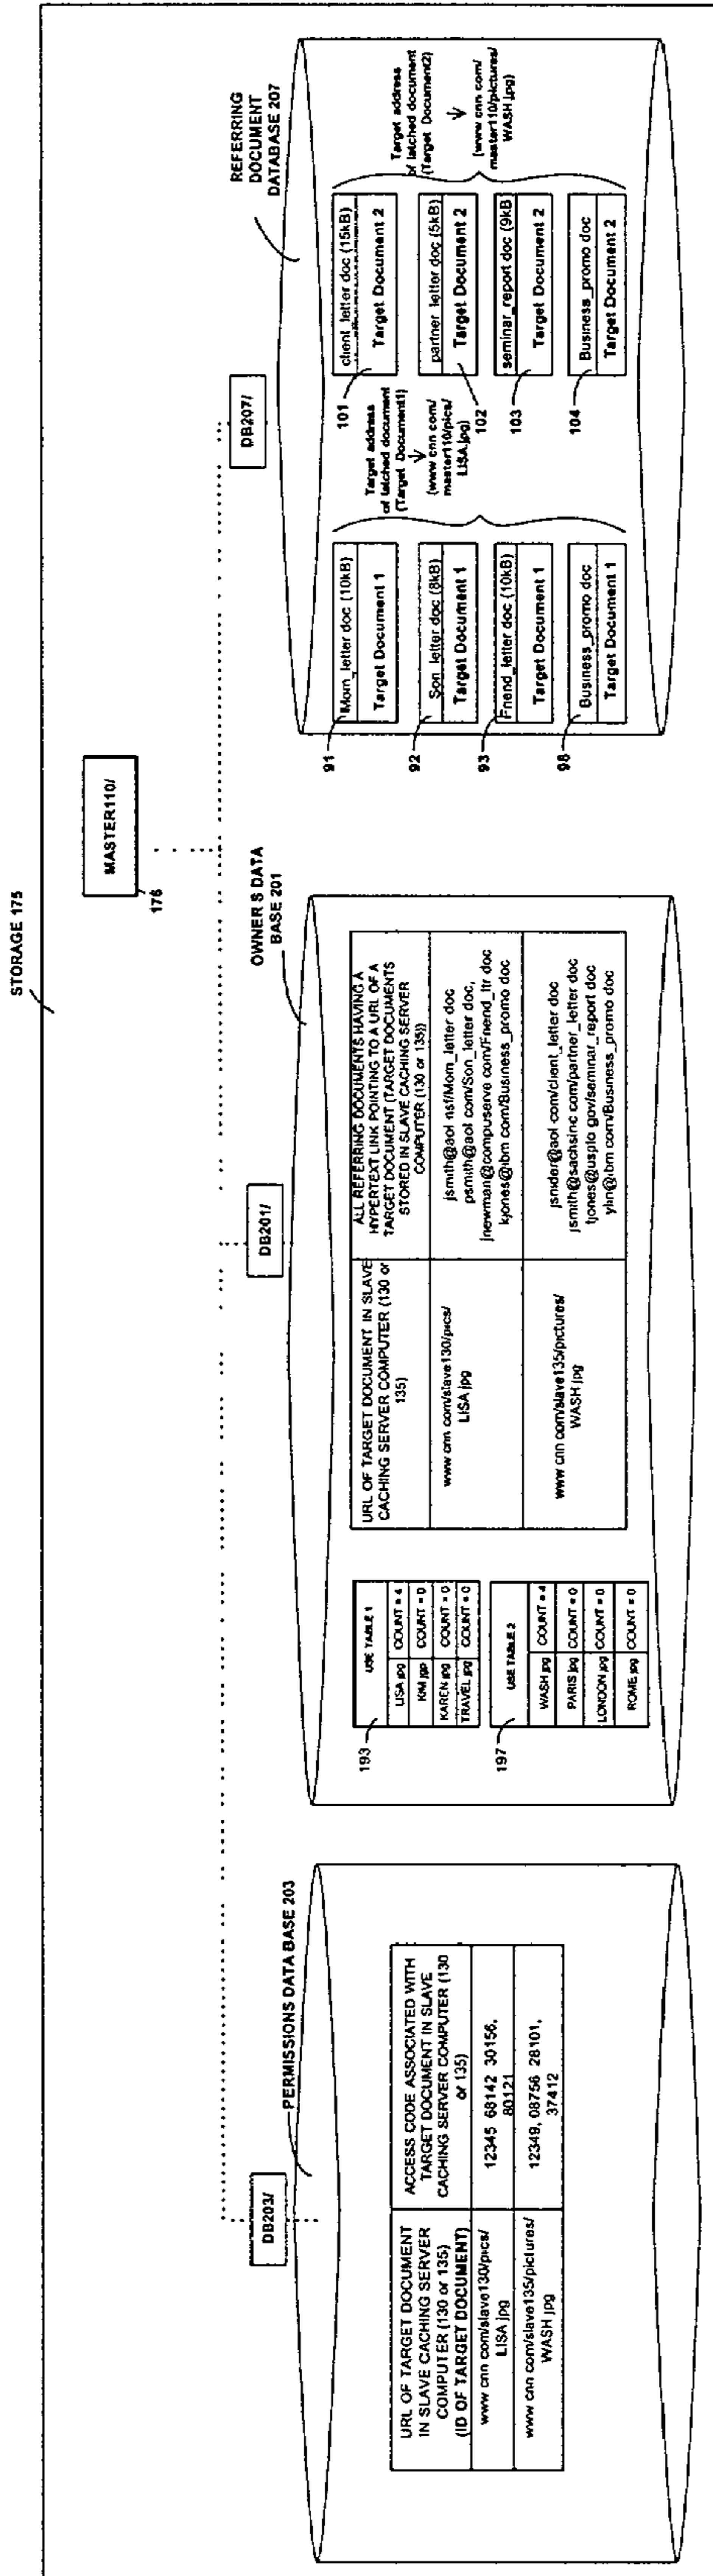 STORAGE 175
MASTER110/
176
DB203/
DB201/
DB207/
PERMISSIONS DATA BASE 203
URL OF TARGET DOCUMENT
IN SLAVE CACHING SERVER
COMPUTER (130 or 135)
(ID OF TARGET DOCUMENT)
ACCESS CODE ASSOCIATED WITH
TARGET DOCUMENT IN SLAVE
CACHING SERVER COMPUTER (130
or 135)
www cnn com/slave130/pics/
LISA jpg
12345 68142 30156,
80121
www cnn com/slave135/pictures/
WASH jpg
12349, 08756 28101,
37412
OWNER S DATA
BASE 201
193
USE TABLE 1
LISA jpg COUNT = 4
KIM jpg COUNT = 0
KAREN jpg COUNT = 0
TRAVEL jpg COUNT = 0
197
USE TABLE 2
WASH jpg COUNT = 4
PARIS jpg COUNT = 0
LONDON jpg COUNT = 0
ROME jpg COUNT = 0
URL OF TARGET DOCUMENT IN SLAVE
CACHING SERVER COMPUTER (130 or
135)
ALL REFERRING DOCUMENTS HAVING A
HYPERTEXT LINK POINTING TO A URL OF A
TARGET DOCUMENT (TARGET DOCUMENTS
STORED IN SLAVE CACHING SERVER
COMPUTER (130 or 135))
www cnn com/slave130/pics/
LISA jpg
jsmith@aol nsf/Mom_letter doc
psmith@aol com/Son_letter doc,
jnewman@compuserve com/Friend_ltr doc
kjones@ibm com/Business_promo doc
www cnn com/slave135/pictures/
WASH jpg
jsnider@aol com/client_letter doc
jsmith@sachsinc com/partner_letter doc
tjones@uspto gov/seminar_report doc
ylin@ibm com/Business_promo doc
REFERRING
DOCUMENT
DATABASE 207
91
Mom_letter doc (10kB)
Target Document 1
92
Son letter doc (8kB)
Target Document 1
93
Friend_letter doc (10kB)
Target Document 1
98
Business_promo doc
Target Document 1
Target address
of latched document
(Target Document1)
(www cnn com/
master110/pics/
LISA jpg)
101
client letter doc (15kB)
Target Document 2
102
partner letter doc (5kB)
Target Document 2
103
seminar_report doc (9kB
Target Document 2
104
Business_promo doc
Target Document 2
Target address
of latched document
(Target Document2)
(www cnn com/
master110/pictures/
WASH jpg)